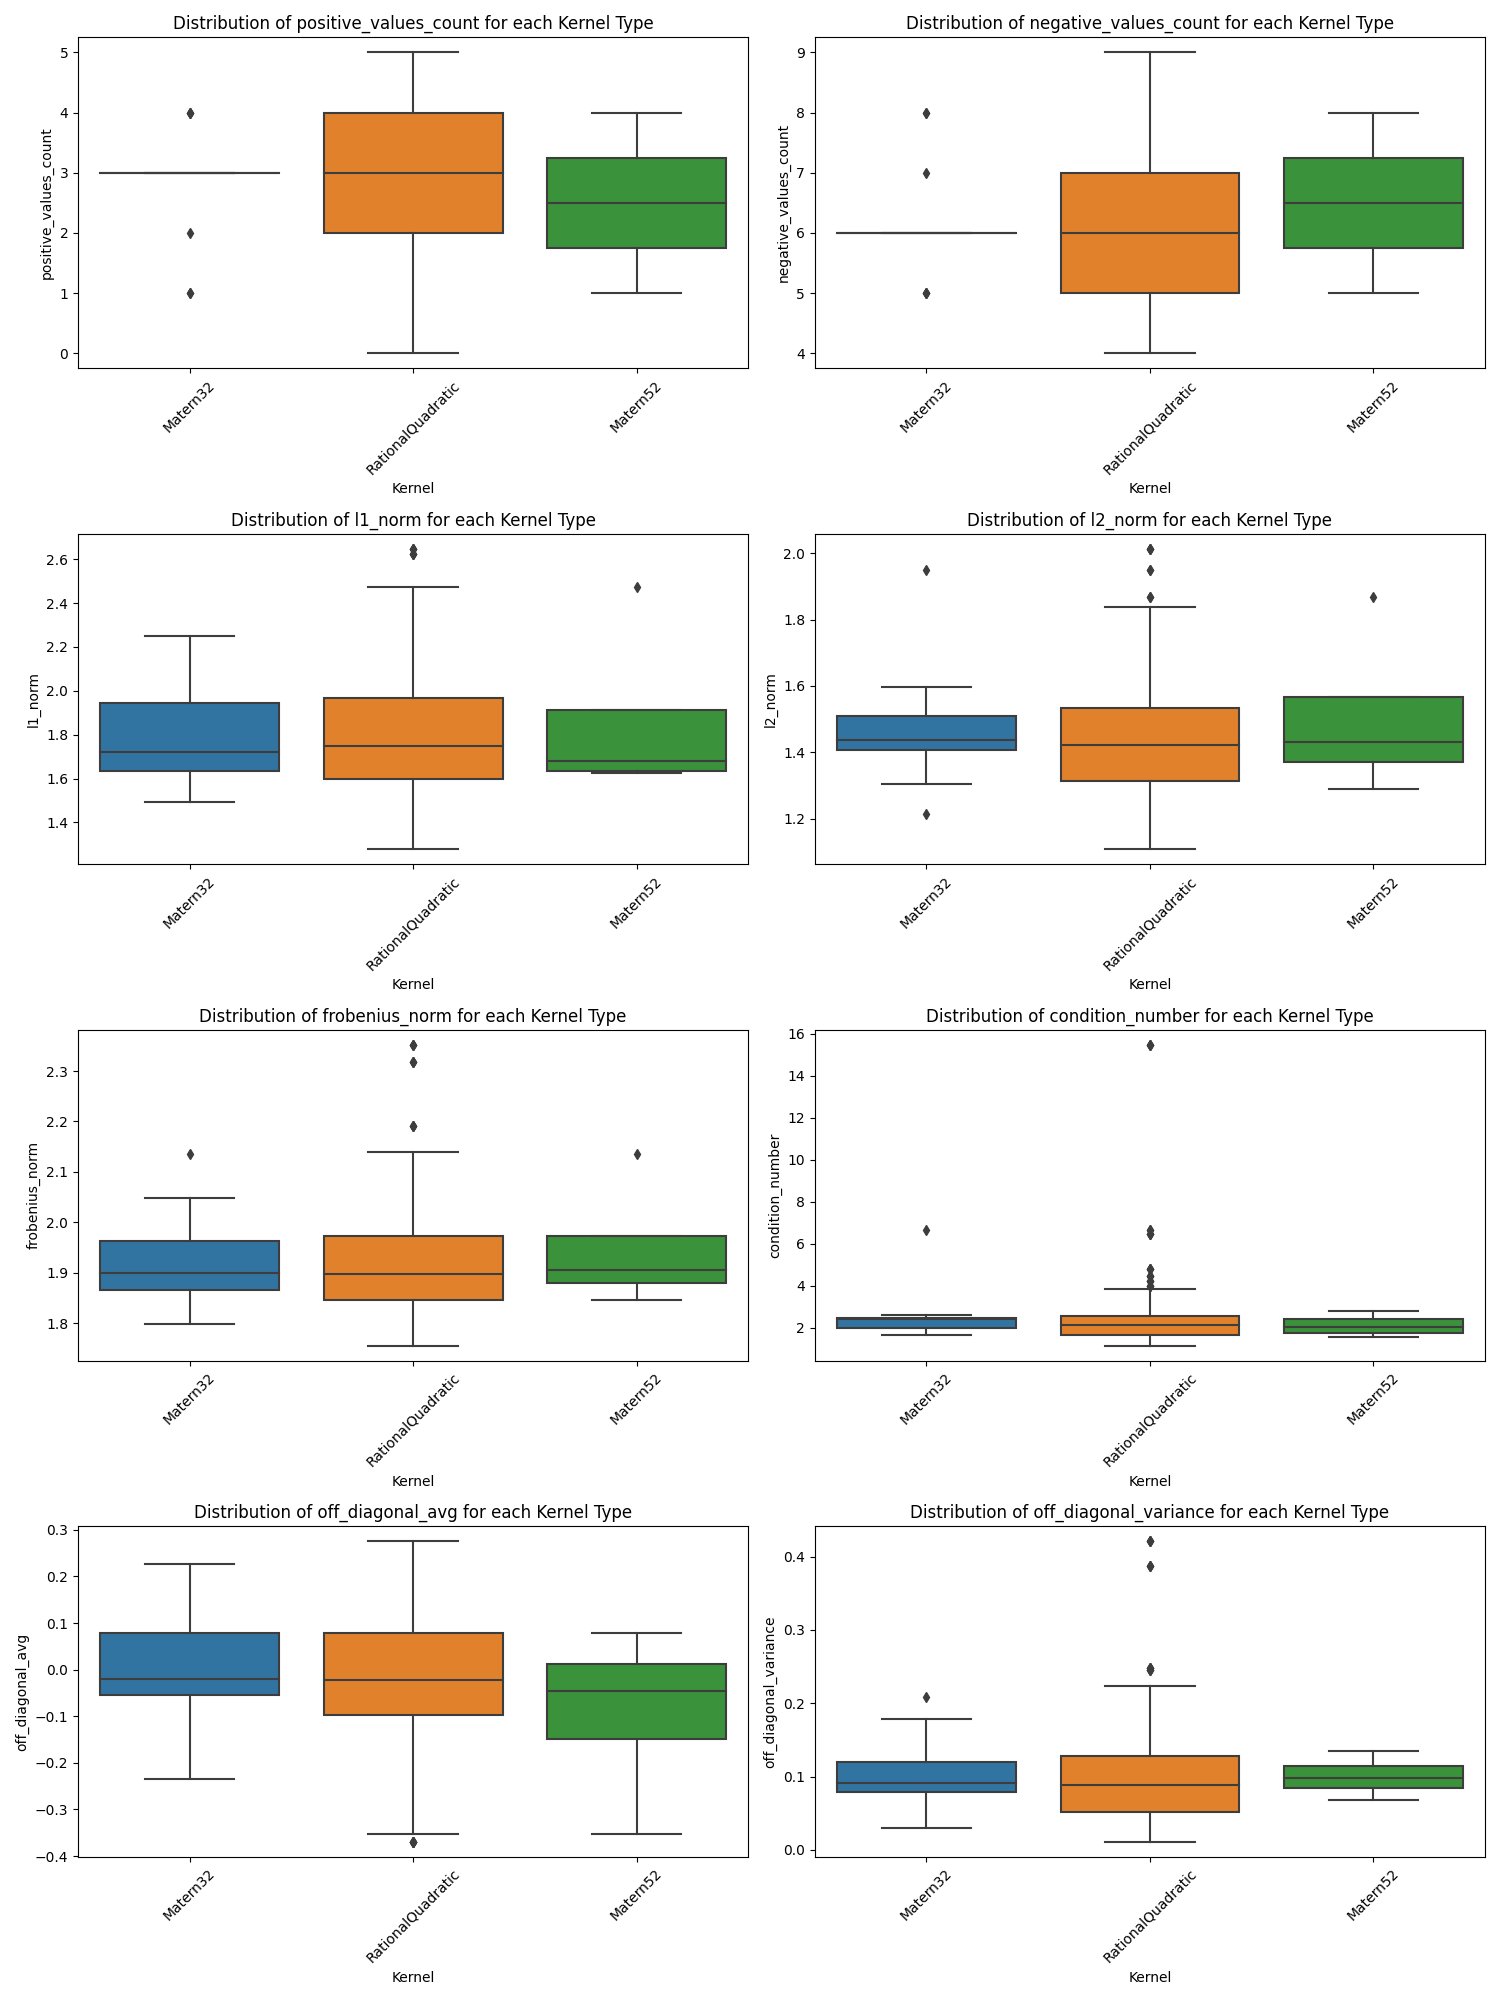 Distribution of positive_values_count for each Kernel Type
positive_values_count
5
4
3
2
1
0
Matern32
RationalQuadratic
Matern52
Kernel
Distribution of negative_values_count for each Kernel Type
negative_values_count
9
8
7
6
5
4
Matern32
RationalQuadratic
Matern52
Kernel
Distribution of l1_norm for each Kernel Type
l1_norm
2.6
2.4
2.2
2.0
1.8
1.6
1.4
Matern32
RationalQuadratic
Matern52
Kernel
Distribution of l2_norm for each Kernel Type
l2_norm
2.0
1.8
1.6
1.4
1.2
Matern32
RationalQuadratic
Matern52
Kernel
Distribution of frobenius_norm for each Kernel Type
frobenius_norm
2.3
2.2
2.1
2.0
1.9
1.8
Matern32
RationalQuadratic
Matern52
Kernel
Distribution of condition_number for each Kernel Type
condition_number
16
14
12
10
8
6
4
2
Matern32
RationalQuadratic
Matern52
Kernel
Distribution of off_diagonal_avg for each Kernel Type
off_diagonal_avg
0.3
0.2
0.1
0.0
−0.1
−0.2
−0.3
−0.4
Matern32
RationalQuadratic
Matern52
Kernel
Distribution of off_diagonal_variance for each Kernel Type
off_diagonal_variance
0.4
0.3
0.2
0.1
0.0
Matern32
RationalQuadratic
Matern52
Kernel